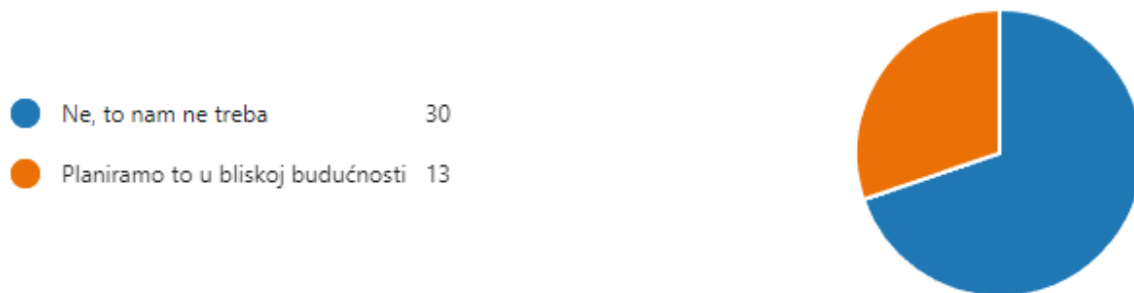 Ne, to nam ne treba 30
Planiramo to u bliskoj budućnosti 13